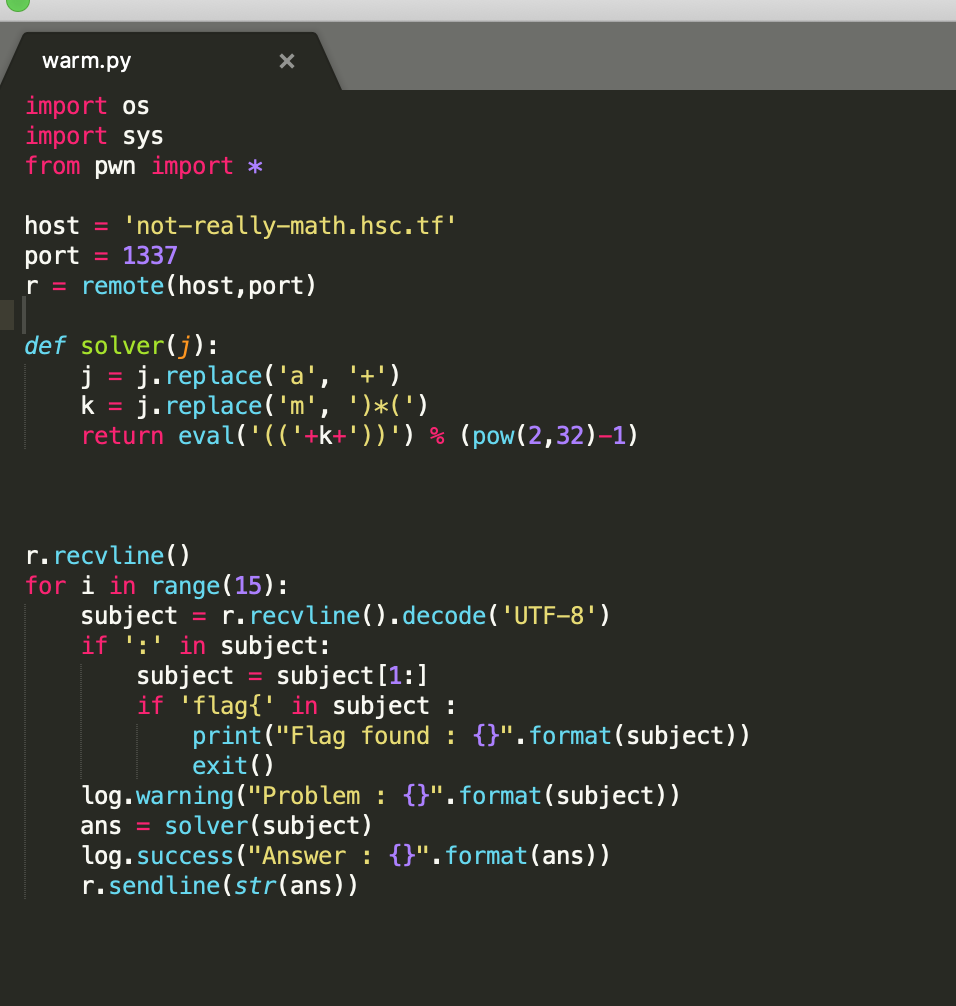 warm.py ×
import os
import sys
from pwn import *
host = 'not-really-math.hsc.tf'
port = 1337
r = remote(host,port)
def solver(j):
    j = j.replace('a', '+')
    k = j.replace('m', ')*(')
    return eval('(('+k+'))') % (pow(2,32)-1)
r.recvline()
for i in range(15):
    subject = r.recvline().decode('UTF-8')
    if ':' in subject:
        subject = subject[1:]
        if 'flag{' in subject :
            print("Flag found : {}".format(subject))
            exit()
    log.warning("Problem : {}".format(subject))
    ans = solver(subject)
    log.success("Answer : {}".format(ans))
    r.sendline(str(ans))